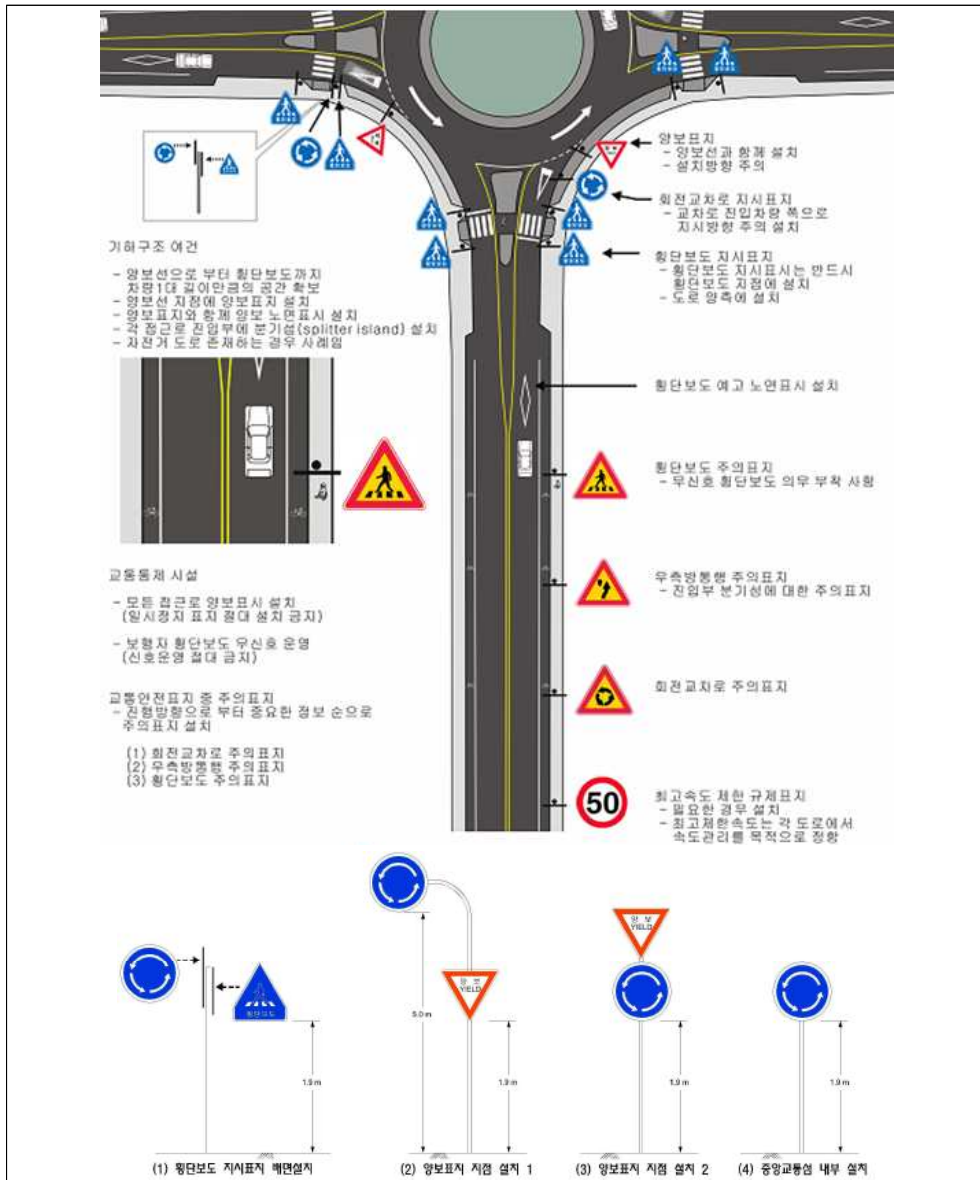 양보표지
- 양보선과 함께 설치
- 설치방향 주의
회전교차로 지시표지
- 교차로 진입차량 쪽으로
지시방향 주의 설치
횡단보도 지시표지
- 횡단보도 지시표시는 반드시
횡단보도 지점에 설치
- 도로 양측에 설치
기하구조 여건
- 양보선으로 부터 횡단보도까지
차량1대 길이만큼의 공간 확보
- 양보선 지점에 양보표지 설치
- 양보표지와 함께 양보 노면표시 설치
- 각 접근로 진입부에 분기섬(splitter island) 설치
- 자전거 도로 존재하는 경우 사례임
횡단보도 예고 노면표시 설치
횡단보도 주의표지
- 무신호 횡단보도 의무 부착 사항
우측방통행 주의표지
- 진입부 분기섬에 대한 주의표지
회전교차로 주의표지
교통통제 시설
- 모든 접근로 양보표시 설치
(일시정지 표지 절대 설치 금지)
- 보행자 횡단보도 무신호 운영
(신호운영 절대 금지)
교통안전표지 중 주의표지
- 진행방향으로 부터 중요한 정보 순으로
주의표지 설치
(1) 회전교차로 주의표지
(2) 우측방통행 주의표지
(3) 횡단보도 주의표지
50
최고속도 제한 규제표지
- 필요한 경우 설치
- 최고제한속도는 각 도로에서
속도관리를 목적으로 정함
횡단보도
1.9 m
(1) 횡단보도 지시표지 배면설치
5.0 m
양보
YIELD
1.9 m
(2) 양보표지 지점 설치 1
양보
YIELD
1.9 m
(3) 양보표지 지점 설치 2
1.9 m
(4) 중앙교통섬 내부 설치